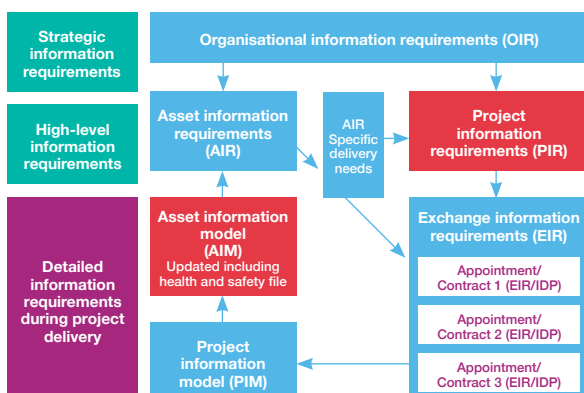 Strategic
information
requirements
Organisational information requirements (OIR)
High-level
information
requirements
Asset information
requirements
(AIR)
AIR
Specific
delivery
needs
Project
information
requirements (PIR)
Detailed
information
requirements
during project
delivery
Asset information
model
(AIM)
Updated including
health and safety file
Exchange information
requirements (EIR)
Appointment/
Contract 1 (EIR/IDP)
Appointment/
Contract 2 (EIR/IDP)
Appointment/
Contract 3 (EIR/IDP)
Project
information
model (PIM)